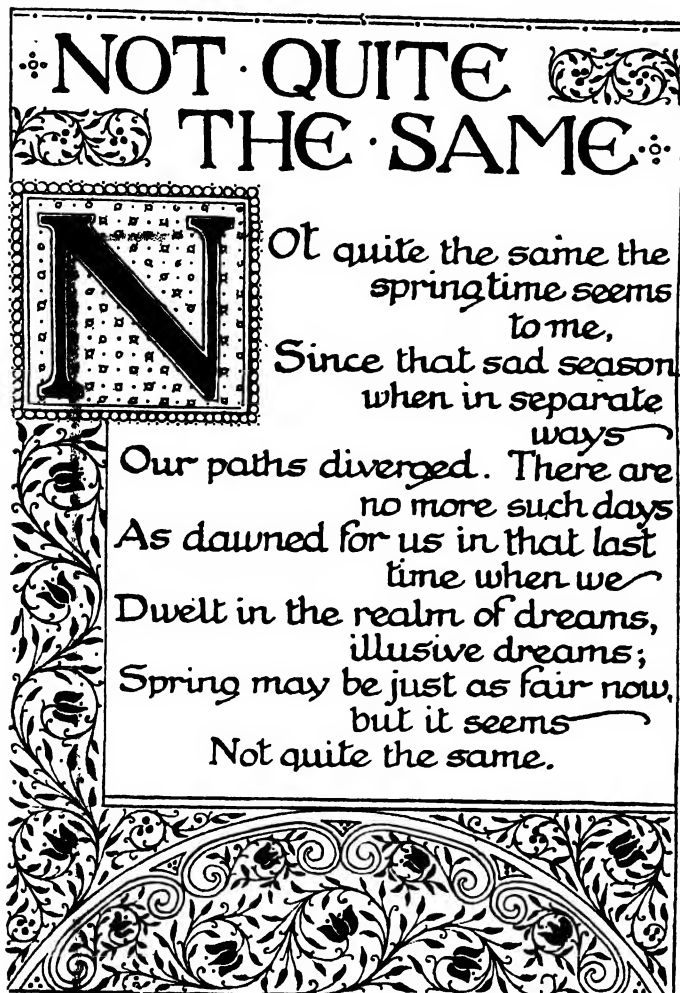 NOT · QUITE
THE · SAME
NOt quite the same the
springtime seems
to me,
Since that sad season
when in separate
ways
Our paths diverged. There are
no more such days
As dawned for us in that last
time when we
Dwelt in the realm of dreams,
illusive dreams;
Spring may be just as fair now,
but it seems
Not quite the same.